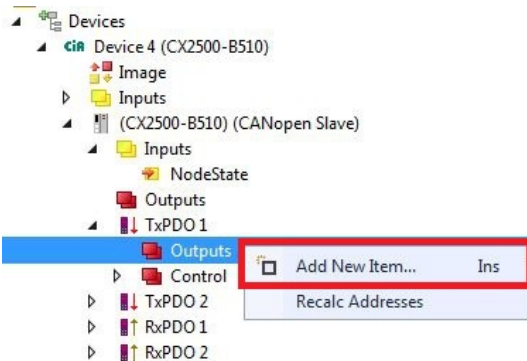 Devices
CiA Device 4 (CX2500-B510)
Image
Inputs
(CX2500-B510) (CANopen Slave)
Inputs
NodeState
Outputs
TxPDO 1
Outputs
Add New Item... Ins
Control
Recalc Addresses
TxPDO 2
RxPDO 1
RxPDO 2